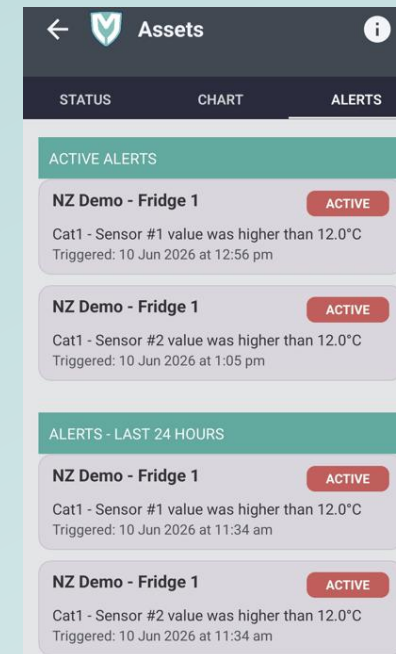 Assets
STATUS CHART ALERTS
ACTIVE ALERTS
NZ Demo - Fridge 1 ACTIVE
Cat1 - Sensor #1 value was higher than 12.0°C
Triggered: 10 Jun 2026 at 12:56 pm
NZ Demo - Fridge 1 ACTIVE
Cat1 - Sensor #2 value was higher than 12.0°C
Triggered: 10 Jun 2026 at 1:05 pm
ALERTS - LAST 24 HOURS
NZ Demo - Fridge 1 ACTIVE
Cat1 - Sensor #1 value was higher than 12.0°C
Triggered: 10 Jun 2026 at 11:34 am
NZ Demo - Fridge 1 ACTIVE
Cat1 - Sensor #2 value was higher than 12.0°C
Triggered: 10 Jun 2026 at 11:34 am